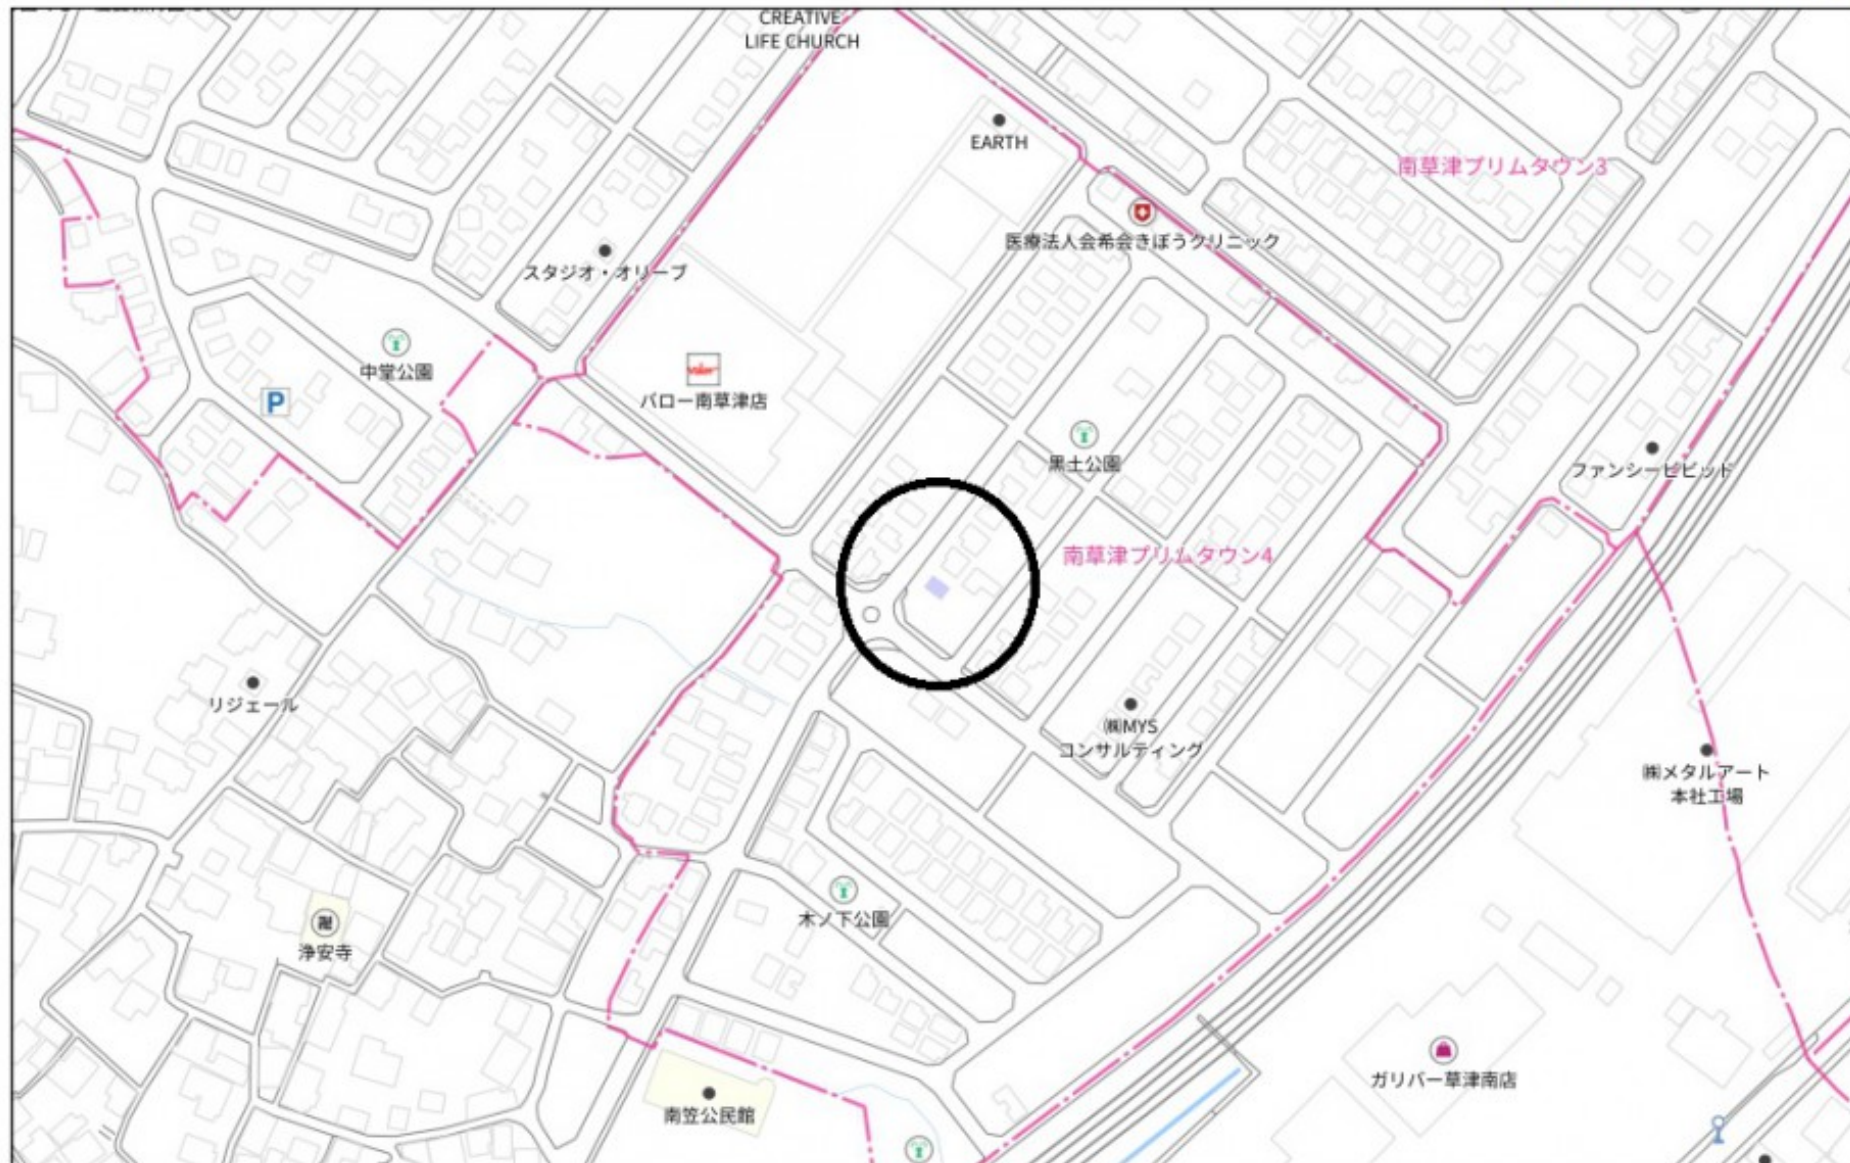 CREATIVE
LIFE CHURCH
EARTH
南草津プリムタウン3
医療法人会希会きぼうクリニック
スタジオ・オリーブ
中堂公園
P
valor
バロー南草津店
黒土公園
ファンシービビッド
南草津プリムタウン4
リジェール
㈱MYS
コンサルティング
㈱メタルアート
本社工場
卍
浄安寺
木ノ下公園
ガリバー草津南店
南笠公民館